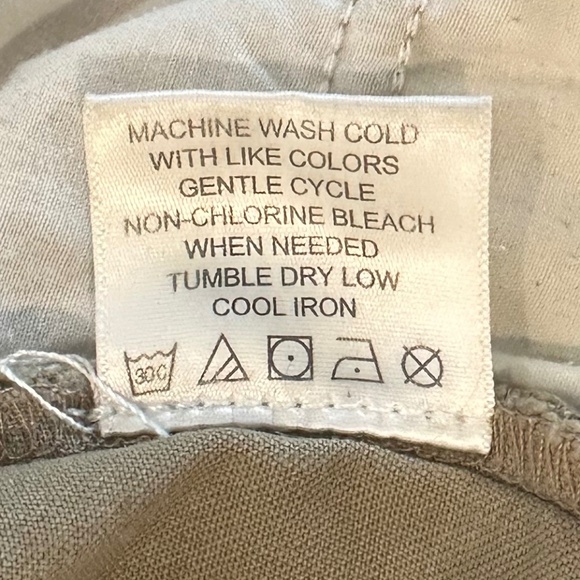 MACHINE WASH COLD
WITH LIKE COLORS
GENTLE CYCLE
NON-CHLORINE BLEACH
WHEN NEEDED
TUMBLE DRY LOW
COOL IRON
30C